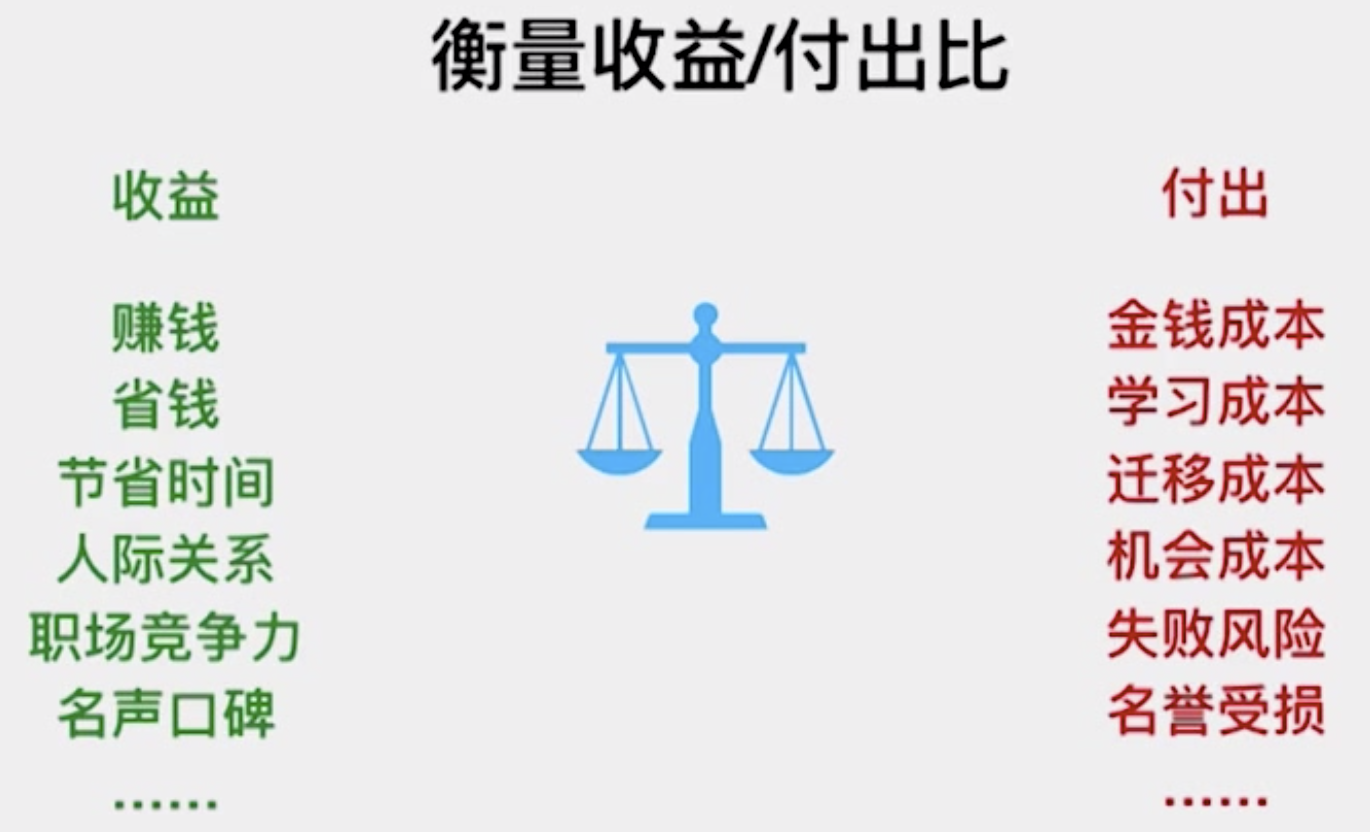 衡量收益/付出比
收益
赚钱
省钱
节省时间
人际关系
职场竞争力
名声口碑
……
付出
金钱成本
学习成本
迁移成本
机会成本
失败风险
名誉受损
……